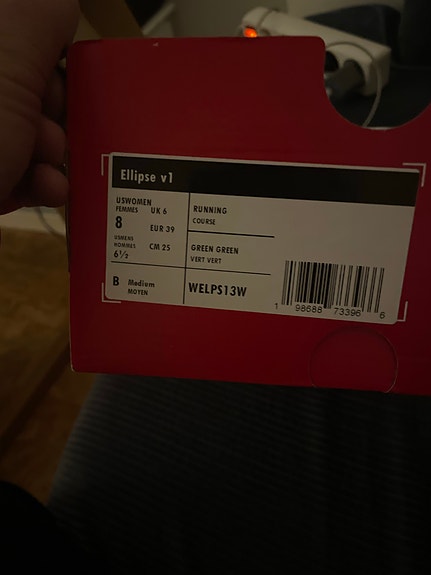 Ellipse v1
USWOMEN
FEMMES
8
USMENS
HOMMES
6½
UK 6
EUR 39
CM 25
RUNNING
COURSE
GREEN GREEN
VERT VERT
B Medium
MOYEN
WELPS13W
1 98688 73396 6